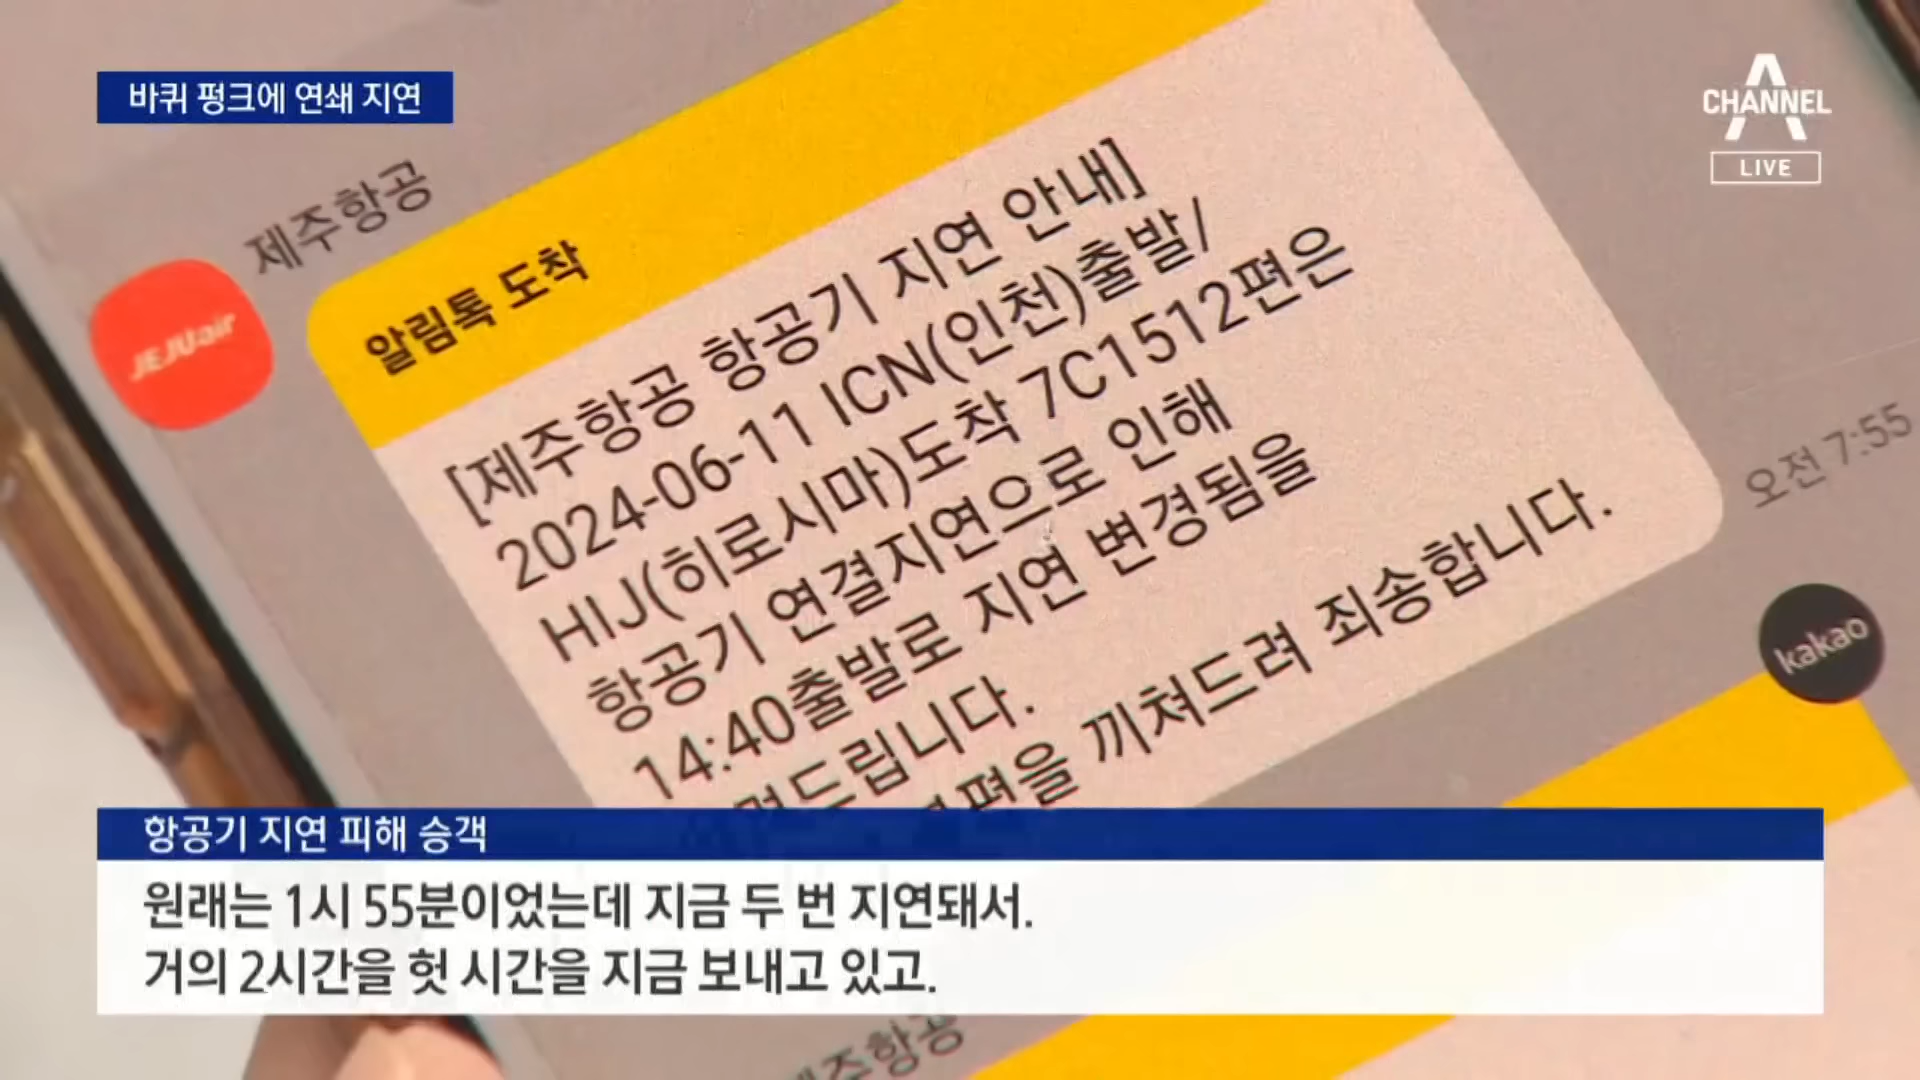 바퀴 펑크에 연쇄 지연
CHANNEL A
LIVE
제주항공
JEJUair
알림톡 도착
[제주항공 항공기 지연 안내]
2024-06-11 ICN(인천)출발/
HIJ(히로시마)도착 7C1512편은
항공기 연결지연으로 인해
14:40출발로 지연 변경됨을
드립니다.
끼쳐드려 죄송합니다.
오전 7:55
kakao
항공기 지연 피해 승객
원래는 1시 55분이었는데 지금 두 번 지연돼서.
거의 2시간을 헛 시간을 지금 보내고 있고.
제주항공